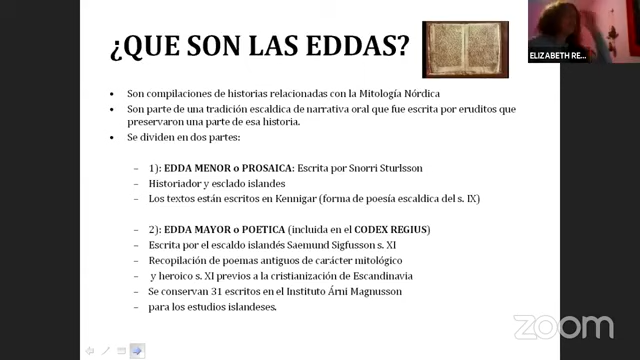 ¿QUE SON LAS EDDAS?
ELIZABETH RE...
• Son compilaciones de historias relacionadas con la Mitología Nórdica
• Son parte de una tradición escaldica de narrativa oral que fue escrita por eruditos que
preservaron una parte de esa historia.
• Se dividen en dos partes:
– 1): EDDA MENOR o PROSAICA: Escrita por Snorri Sturlsson
– Historiador y esclado islandes
– Los textos están escritos en Kennigar (forma de poesía escaldica del s. IX)
– 2): EDDA MAYOR o POETICA (incluida en el CODEX REGIUS)
– Escrita por el escaldo islandés Saemund Sigfusson s. XI
– Recopilación de poemas antiguos de carácter mitológico
– y heroico s. XI previos a la cristianización de Escandinavia
– Se conservan 31 escritos en el Instituto Árni Magnusson
– para los estudios islandeses.
zoom